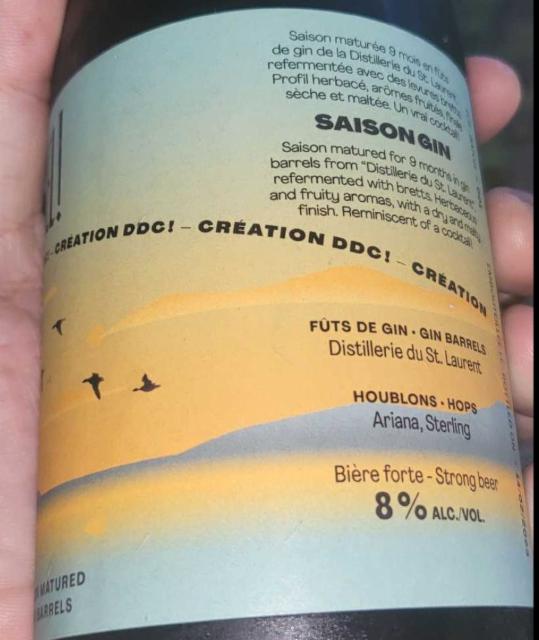 Saison maturée 9 mois en fûts
de gin de la Distillerie du St. Laurent,
refermentée avec des levures bretts.
Profil herbacé, arômes fruités, finale
sèche et maltée. Un vrai cocktail!
SAISON GIN
Saison matured for 9 months in gin
barrels from "Distillerie du St. Laurent"
refermented with bretts. Herbaceous
and fruity aromas, with a dry and malty
finish. Reminiscent of a cocktail
- CRÉATION DDC! - CRÉATION DDC! - CRÉATION
FÛTS DE GIN • GIN BARRELS
Distillerie du St. Laurent
HOUBLONS • HOPS
Ariana, Sterling
Bière forte - Strong beer
8% ALC./VOL.
MATURED
BARRELS